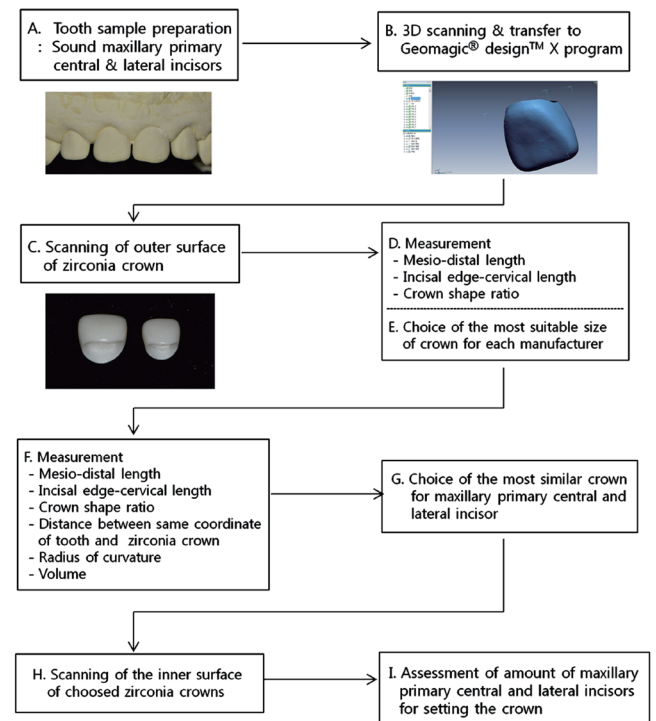 A. Tooth sample preparation
: Sound maxillary primary
central & lateral incisors
B. 3D scanning & transfer to
Geomagic® design™ X program
C. Scanning of outer surface
of zirconia crown
D. Measurement
- Mesio-distal length
- Incisal edge-cervical length
- Crown shape ratio
E. Choice of the most suitable size
of crown for each manufacturer
F. Measurement
- Mesio-distal length
- Incisal edge-cervical length
- Crown shape ratio
- Distance between same coordinate
of tooth and zirconia crown
- Radius of curvature
- Volume
G. Choice of the most similar crown
for maxillary primary central and
lateral incisor
H. Scanning of the inner surface
of choosed zirconia crowns
I. Assessment of amount of maxillary
primary central and lateral incisors
for setting the crown